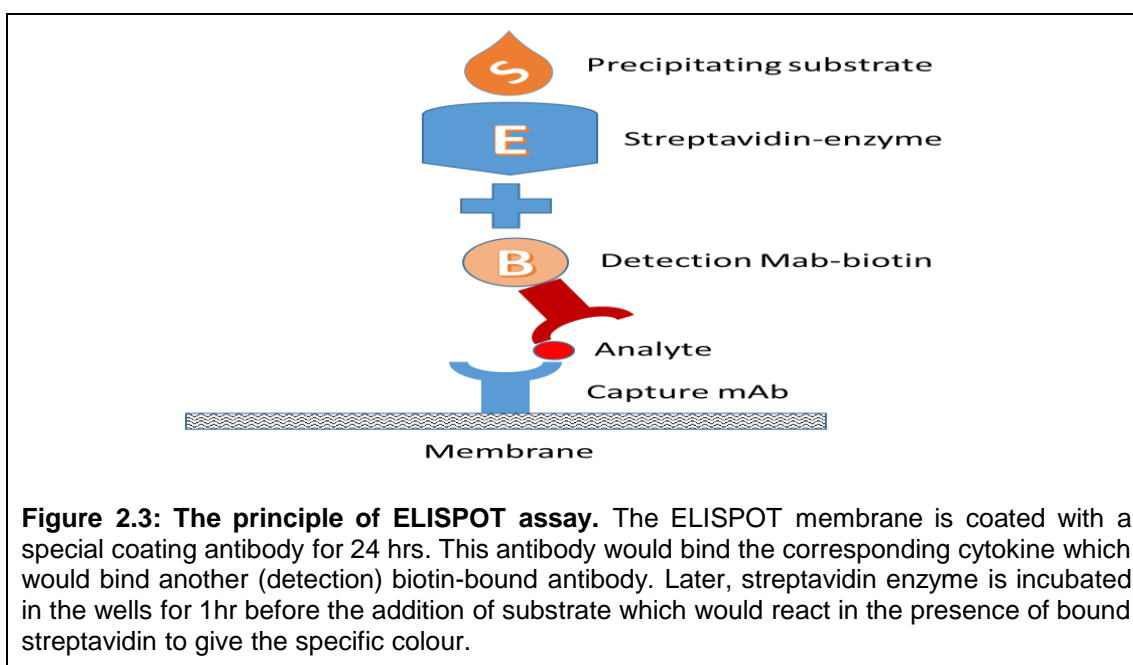 S
Precipitating substrate
E
Streptavidin-enzyme
B
Detection Mab-biotin
Analyte
Capture mAb
Membrane
Figure 2.3: The principle of ELISPOT assay. The ELISPOT membrane is coated with a
special coating antibody for 24 hrs. This antibody would bind the corresponding cytokine which
would bind another (detection) biotin-bound antibody. Later, streptavidin enzyme is incubated
in the wells for 1hr before the addition of substrate which would react in the presence of bound
streptavidin to give the specific colour.